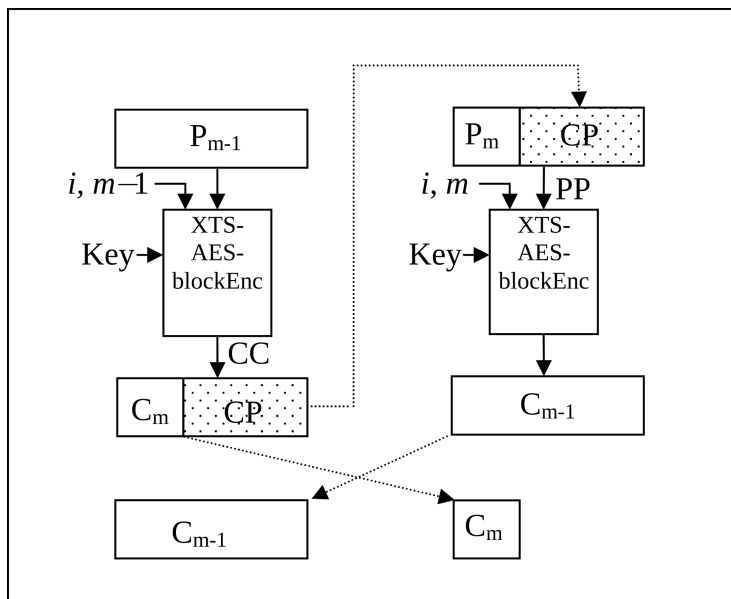 P_m-1
P_m
CP
i, m−1
i, m
PP
Key
XTS-
AES-
blockEnc
Key
XTS-
AES-
blockEnc
CC
C_m
CP
C_m-1
C_m-1
C_m